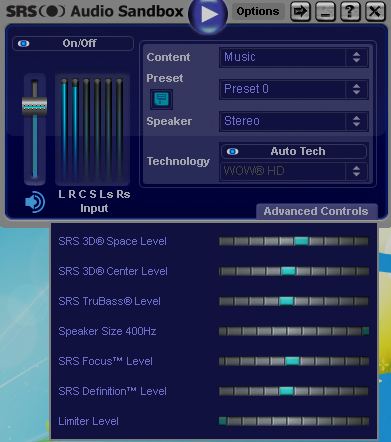 SRS(●) Audio Sandbox Options ?
On/Off
Content Music
Preset Preset 0
Speaker Stereo
Technology Auto Tech
WOW® HD
L R C S Ls Rs
Input
Advanced Controls
SRS 3D® Space Level
SRS 3D® Center Level
SRS TruBass® Level
Speaker Size 400Hz
SRS Focus™ Level
SRS Definition™ Level
Limiter Level